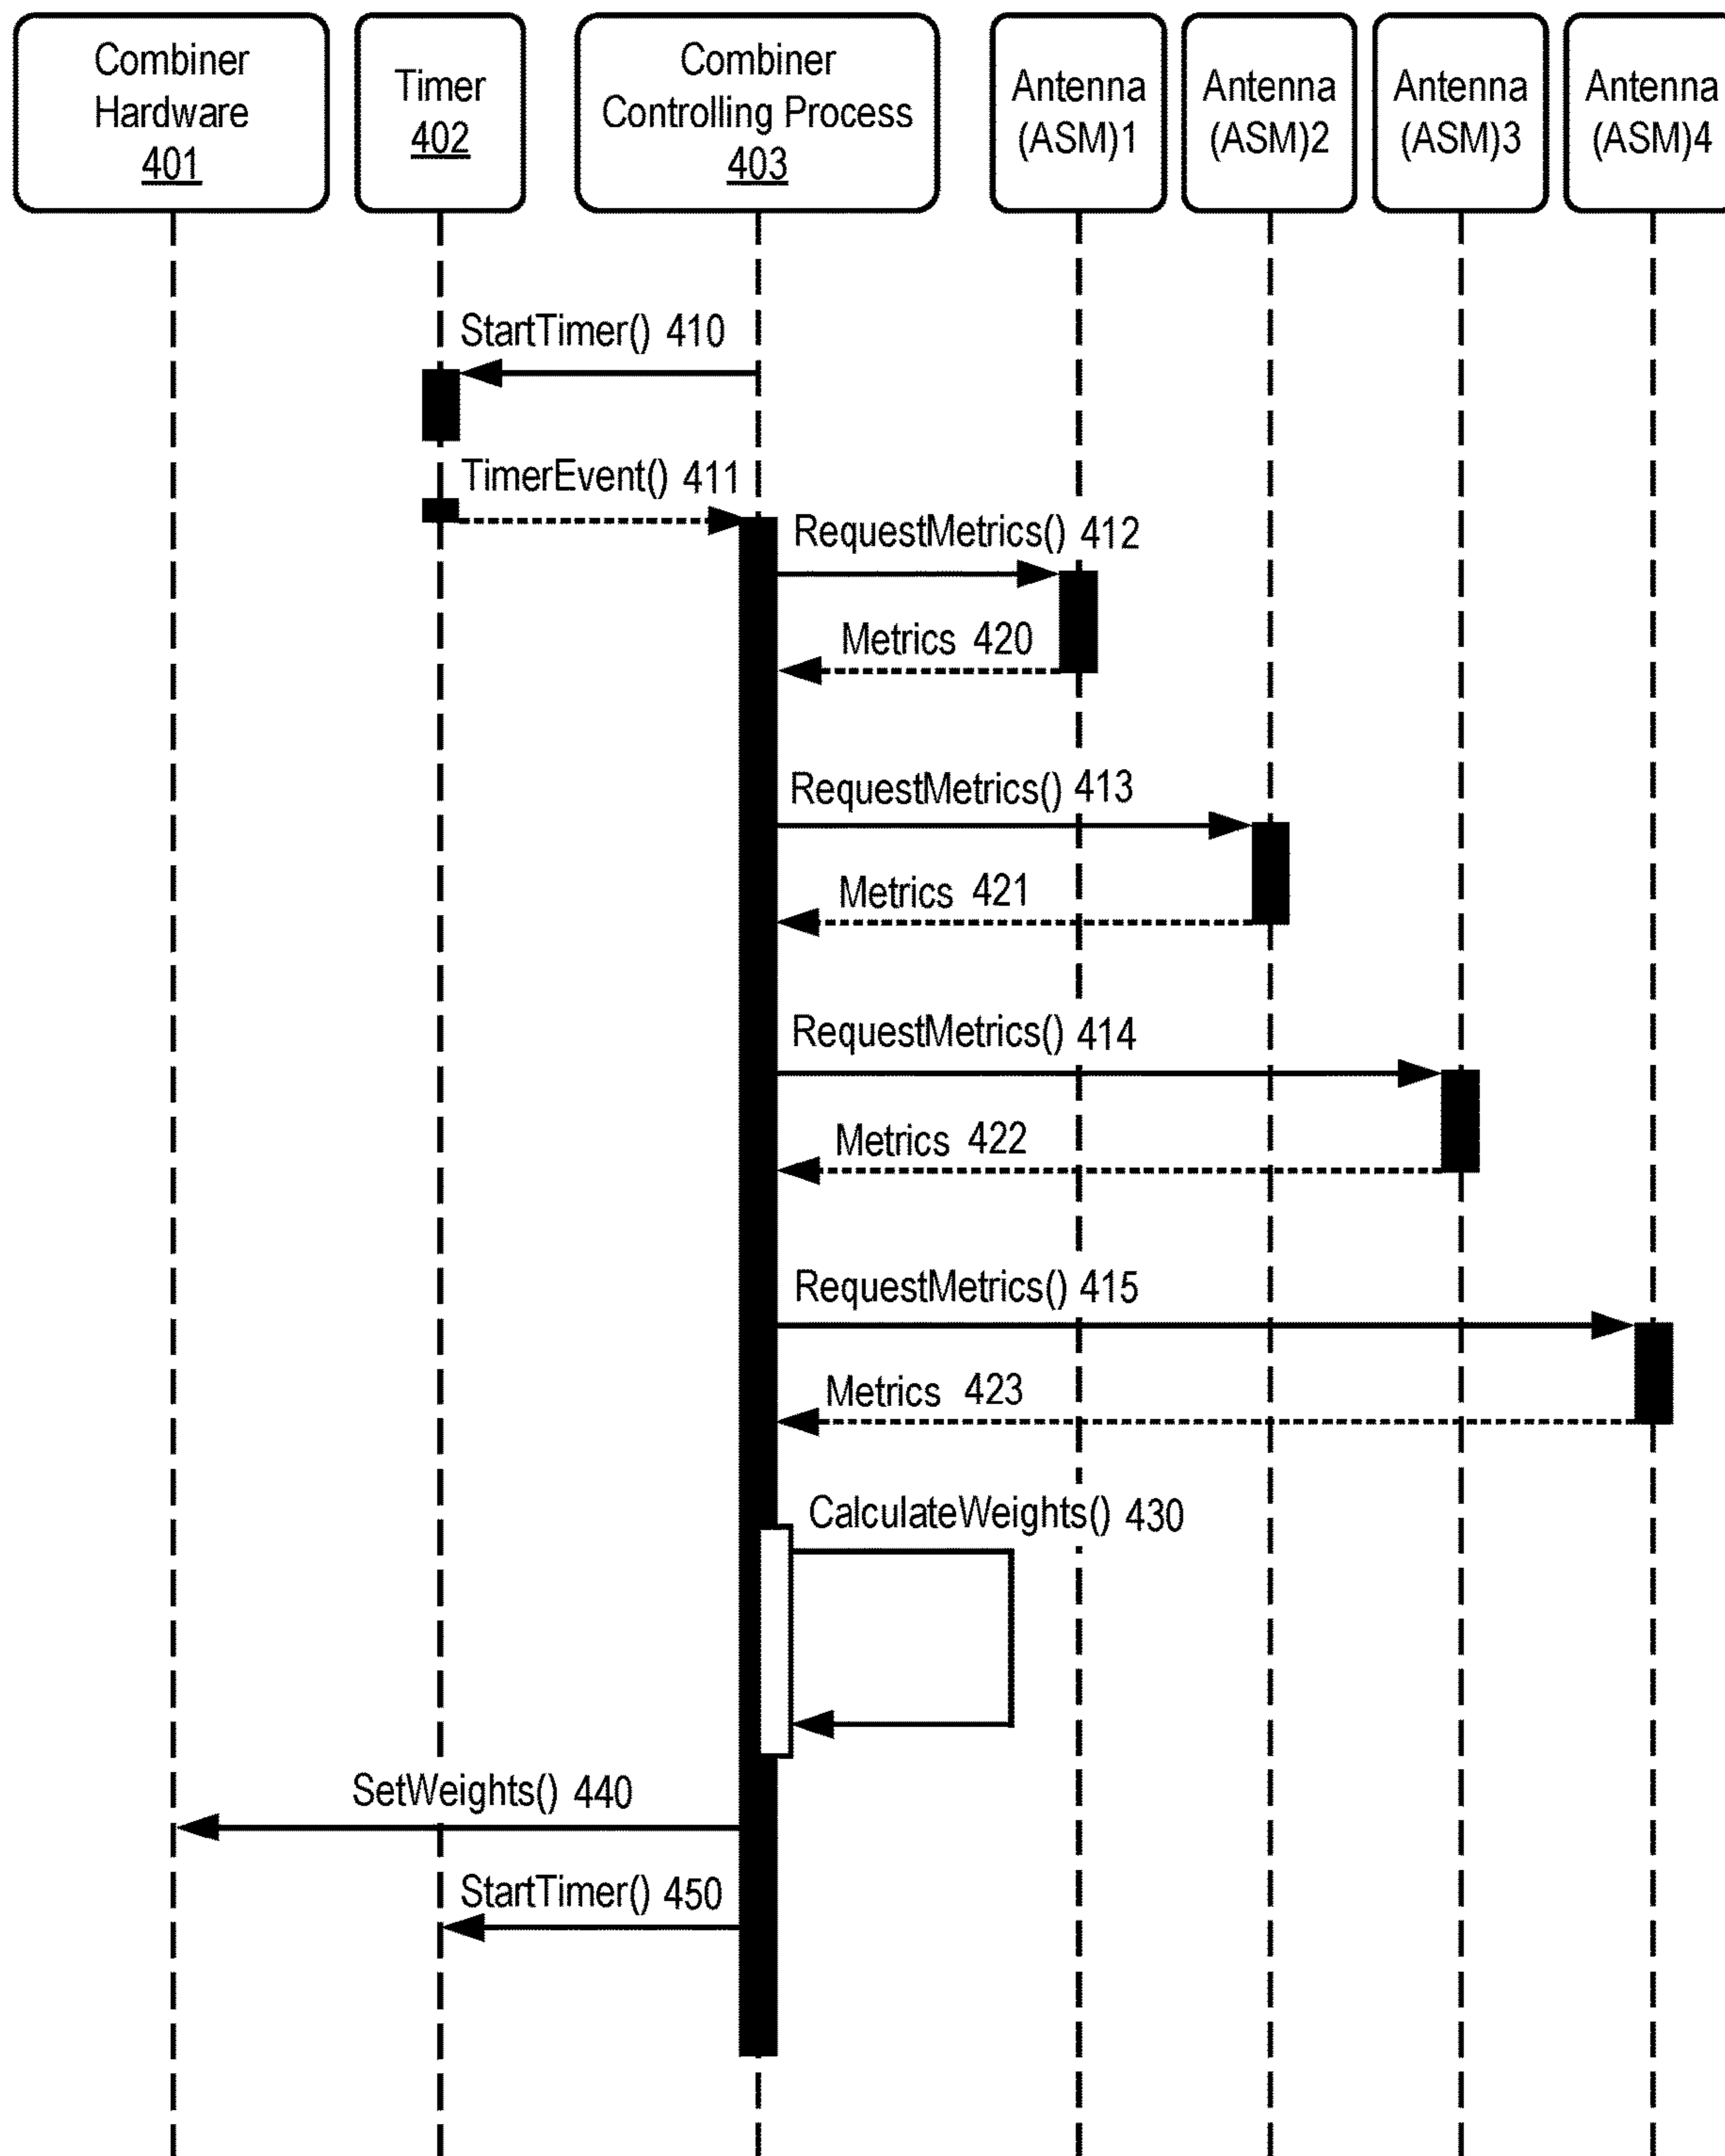 Combiner
Hardware
401
Timer
402
Combiner
Controlling Process
403
Antenna
(ASM)1
Antenna
(ASM)2
Antenna
(ASM)3
Antenna
(ASM)4
StartTimer() 410
TimerEvent() 411
RequestMetrics() 412
Metrics 420
RequestMetrics() 413
Metrics 421
RequestMetrics() 414
Metrics 422
RequestMetrics() 415
Metrics 423
CalculateWeights() 430
SetWeights() 440
StartTimer() 450